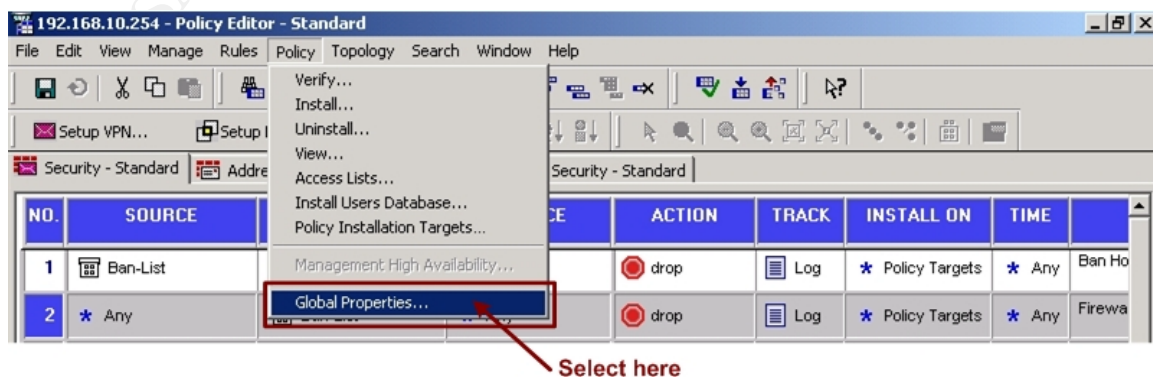 192.168.10.254 - Policy Editor - Standard
File Edit View Manage Rules Policy Topology Search Window Help
Verify...
Install...
Uninstall...
View...
Access Lists...
Install Users Database...
Policy Installation Targets...
Management High Availability...
Global Properties...
Setup VPN... Setup
Security - Standard Addre Security - Standard
NO. SOURCE CE ACTION TRACK INSTALL ON TIME
1 Ban-List drop Log * Policy Targets * Any Ban Ho
2 * Any drop Log * Policy Targets * Any Firewa
Select here